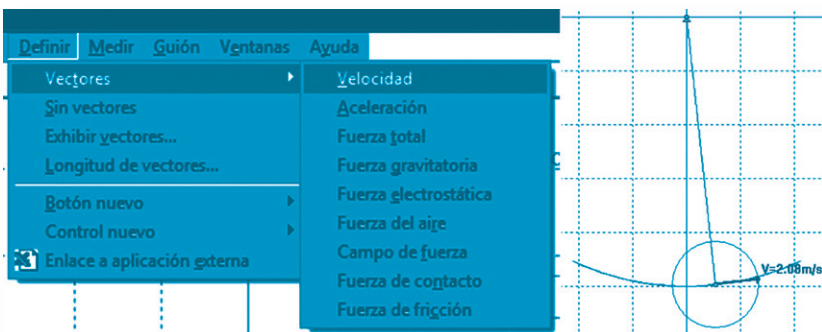 Definir Medir Guión Ventanas Ayuda
Vectores
Sin vectores
Exhibir vectores...
Longitud de vectores...
Botón nuevo
Control nuevo
Enlace a aplicación externa
Velocidad
Aceleración
Fuerza total
Fuerza gravitatoria
Fuerza electrostática
Fuerza del aire
Campo de fuerza
Fuerza de contacto
Fuerza de fricción
V=2.08m/s